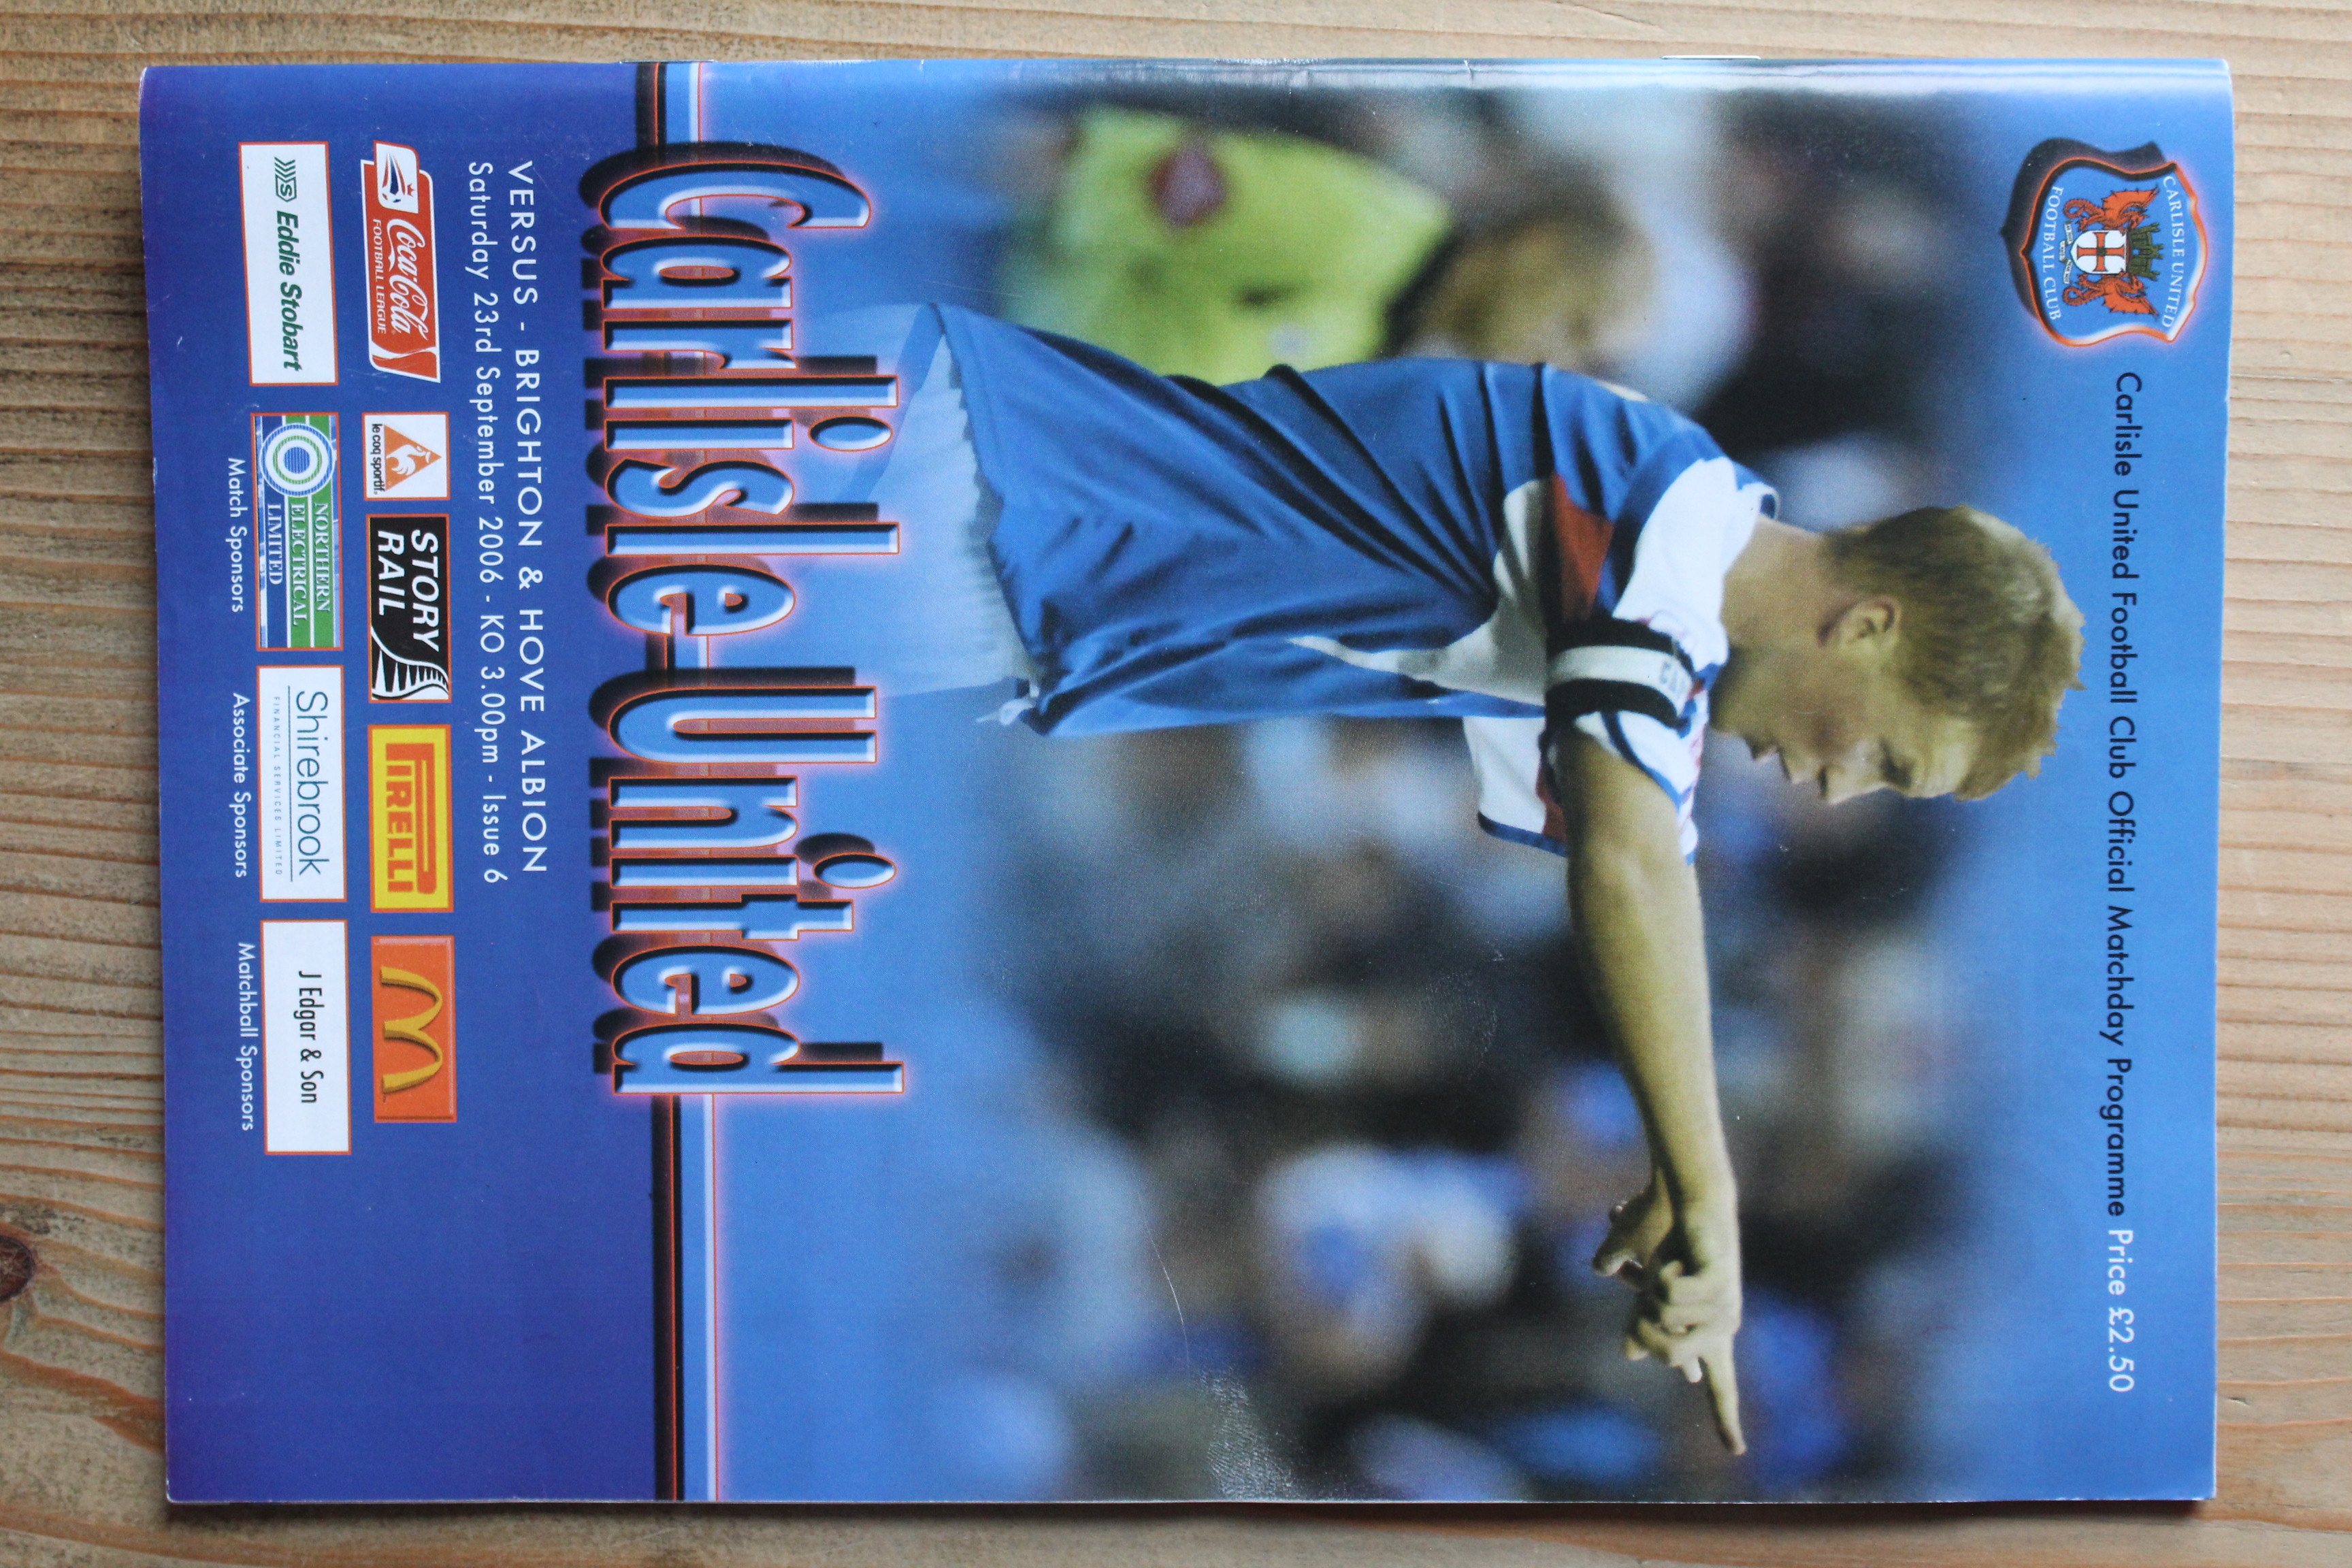 CARLISLE UNITED
FOOTBALL CLUB
Carlisle United Football Club Official Matchday Programme Price £2.50
Carlisle United
VERSUS - BRIGHTON & HOVE ALBION
Saturday 23rd September 2006 - KO 3.00pm - Issue 6
Coca-Cola
FOOTBALL LEAGUE
le coq sportif
STORY
RAIL
PIRELLI
M
S Eddie Stobart
NORTHERN
ELECTRICAL
LIMITED
Shirebrook
FINANCIAL SERVICES LIMITED
J Edgar & Son
Match Sponsors
Associate Sponsors
Matchball Sponsors